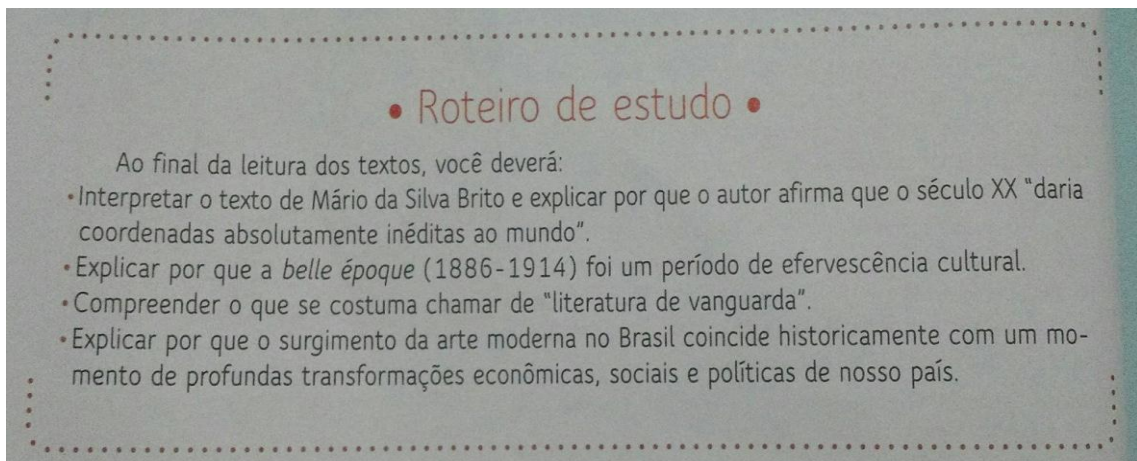 • Roteiro de estudo •
Ao final da leitura dos textos, você deverá:
•Interpretar o texto de Mário da Silva Brito e explicar por que o autor afirma que o século XX "daria
coordenadas absolutamente inéditas ao mundo".
•Explicar por que a belle époque (1886-1914) foi um período de efervescência cultural.
•Compreender o que se costuma chamar de "literatura de vanguarda".
•Explicar por que o surgimento da arte moderna no Brasil coincide historicamente com um mo-
mento de profundas transformações econômicas, sociais e políticas de nosso país.